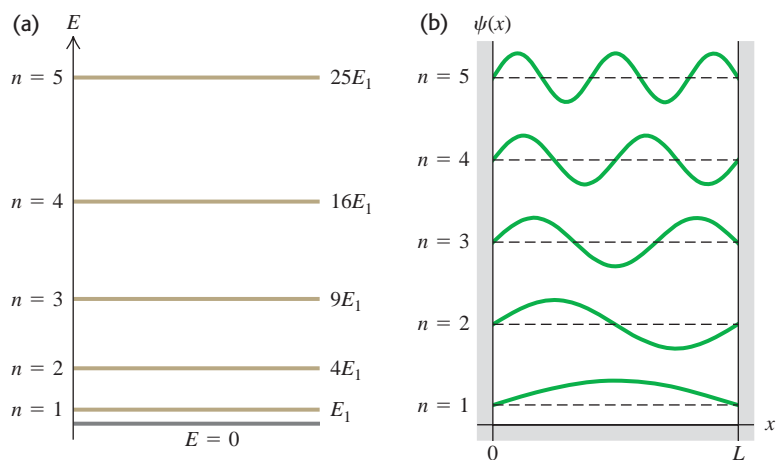 (a)
E
n = 5 25E₁
n = 4 16E₁
n = 3 9E₁
n = 2 4E₁
n = 1 E₁
E = 0
(b)
ψ(x)
n = 5
n = 4
n = 3
n = 2
n = 1
x
0 L